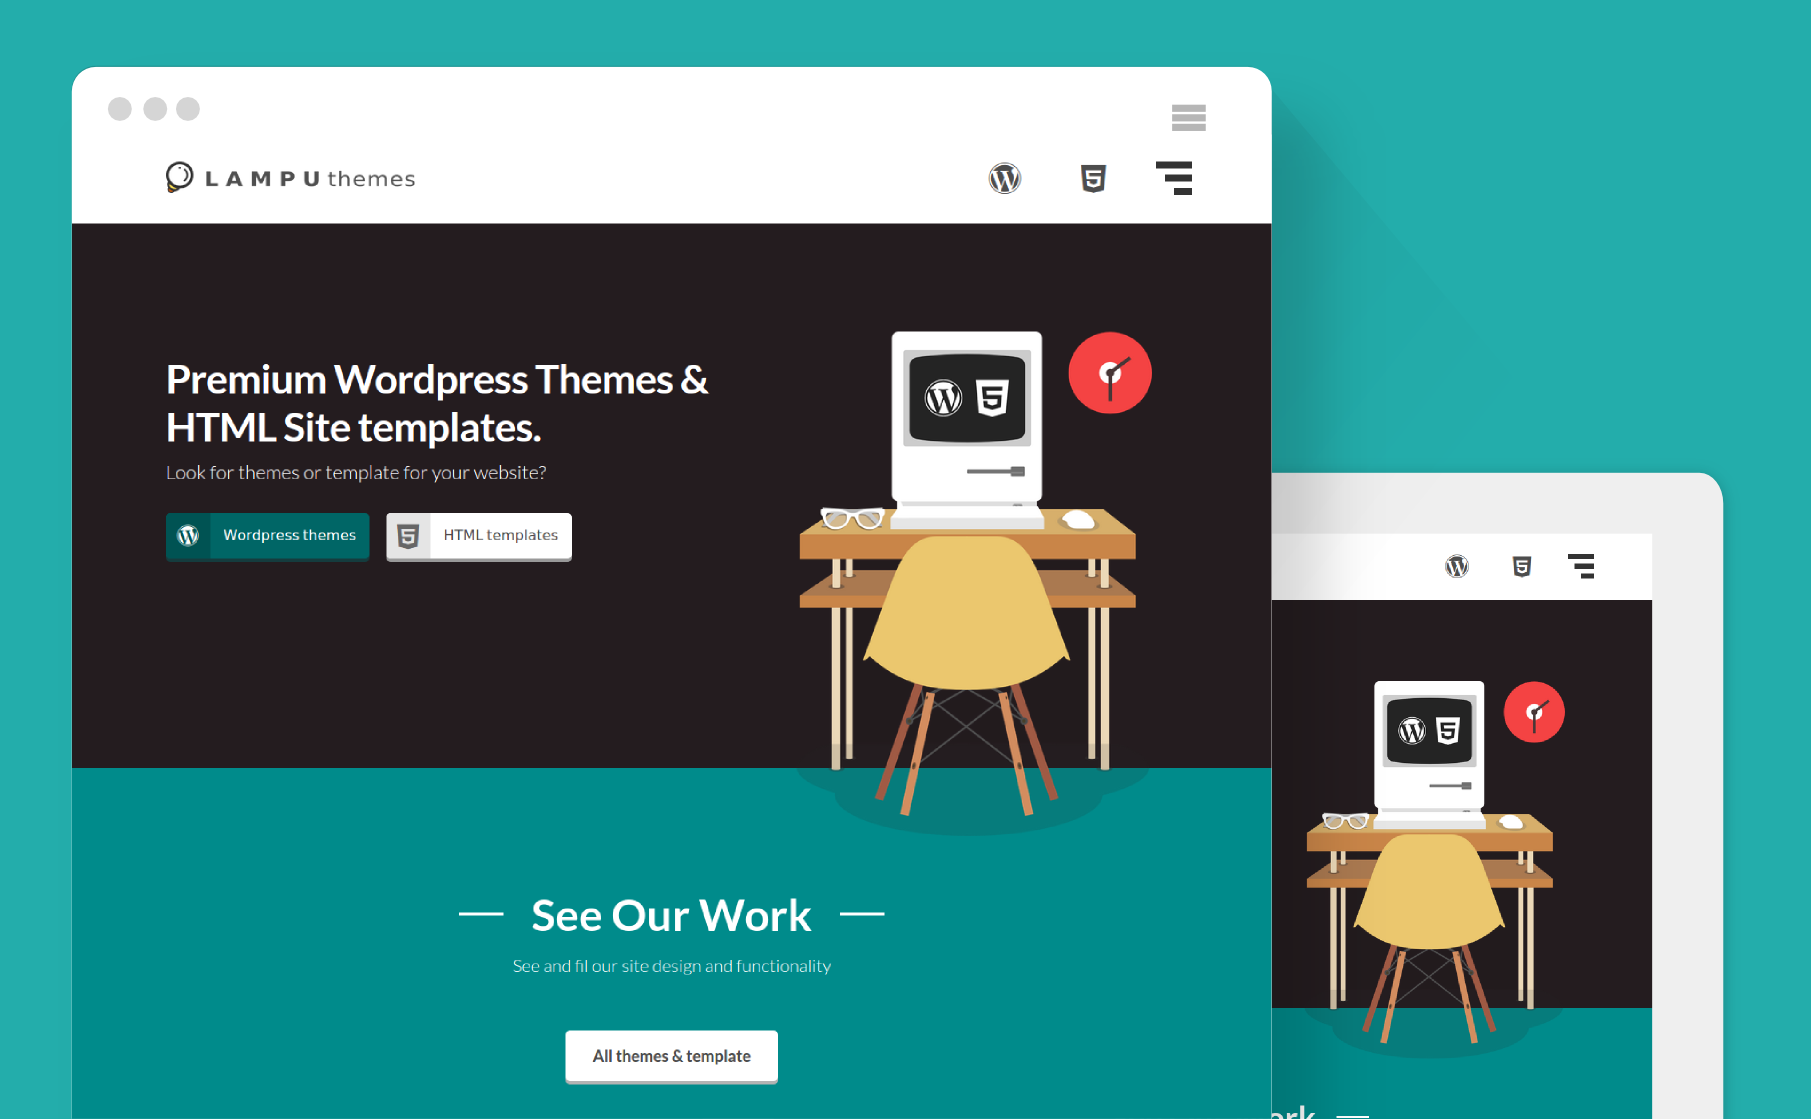 LAMPU themes
Premium Wordpress Themes &
HTML Site templates.
Look for themes or template for your website?
Wordpress themes
HTML templates
See Our Work
See and fil our site design and functionality
All themes & template